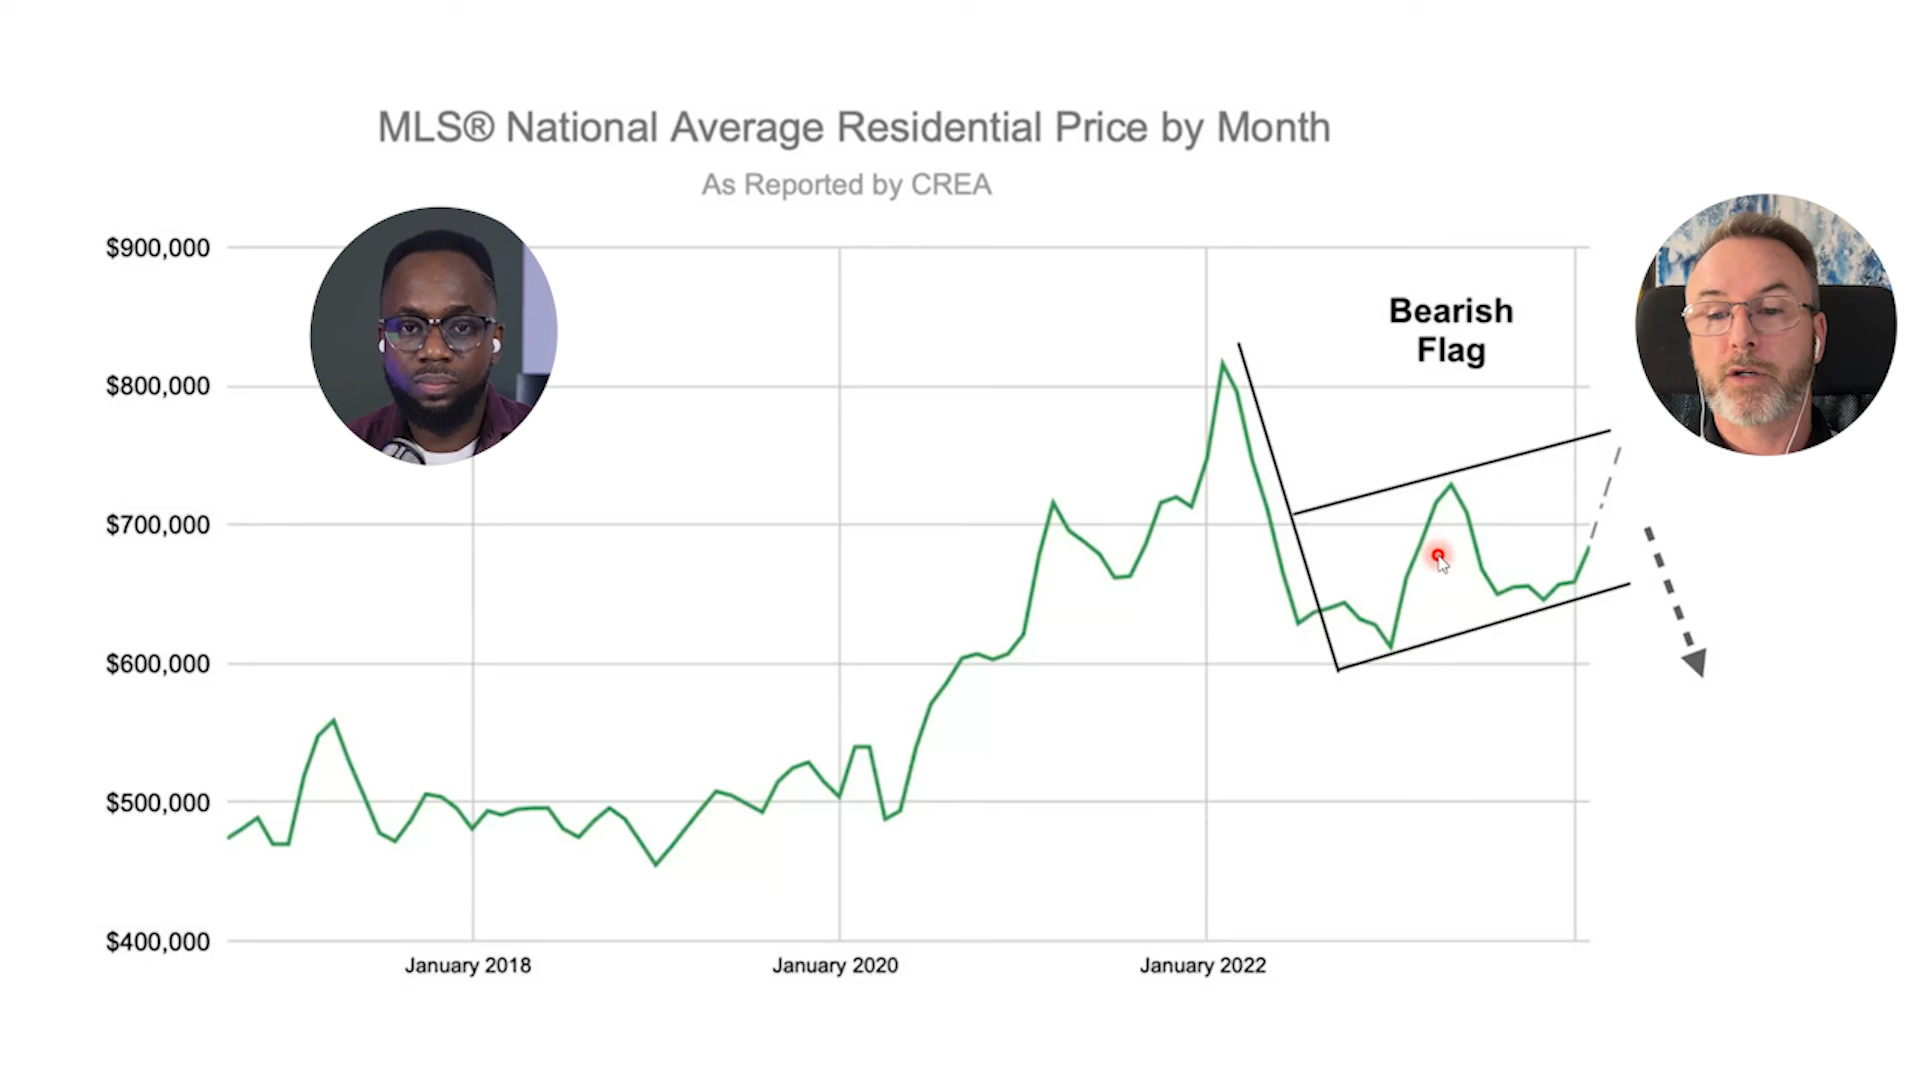 MLS® National Average Residential Price by Month
As Reported by CREA
$900,000
$800,000
$700,000
$600,000
$500,000
$400,000
Bearish
Flag
January 2018
January 2020
January 2022